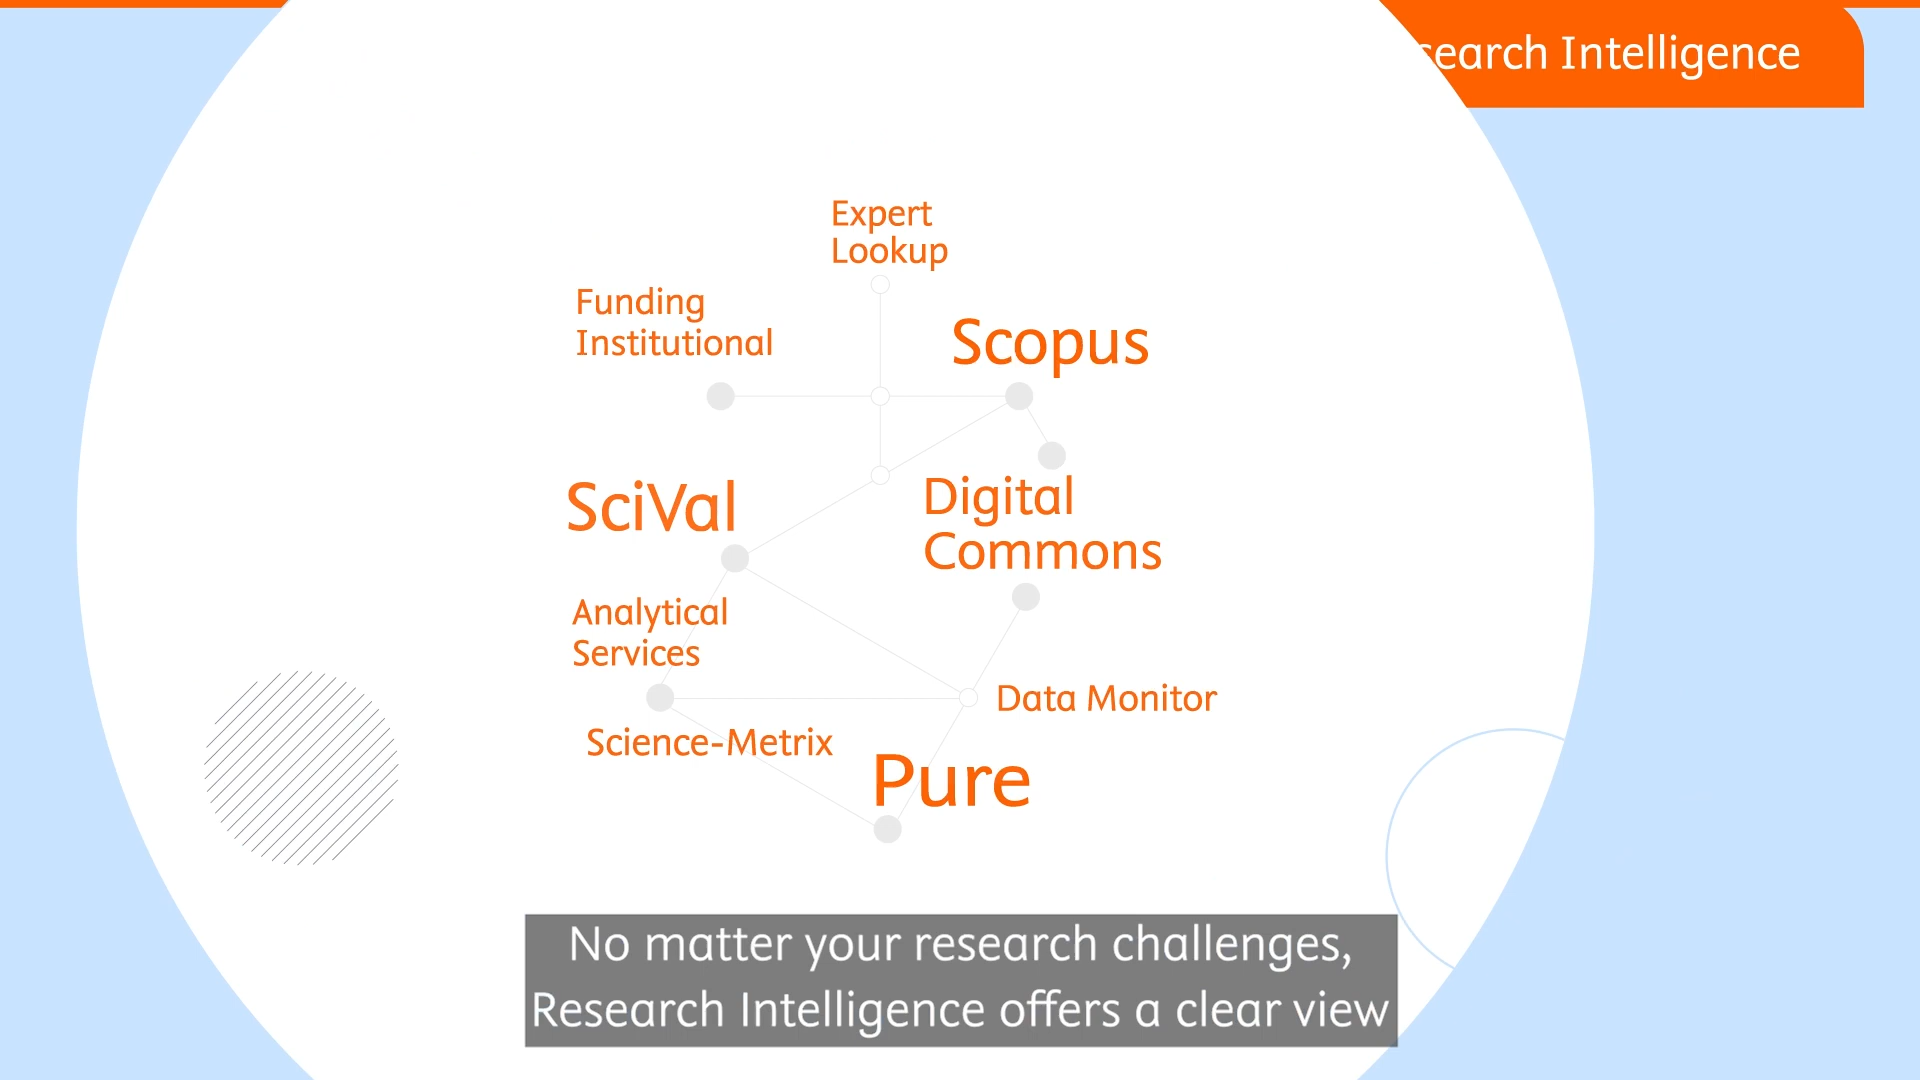 search Intelligence
Expert
Lookup
Funding
Institutional
Scopus
SciVal
Digital
Commons
Analytical
Services
Data Monitor
Science-Metrix
Pure
No matter your research challenges,
Research Intelligence offers a clear view